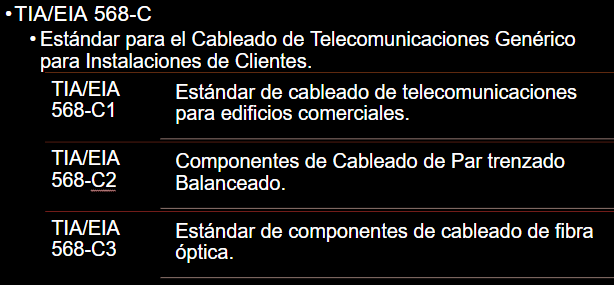 •TIA/EIA 568-C
•Estándar para el Cableado de Telecomunicaciones Genérico
para Instalaciones de Clientes.
TIA/EIA
568-C1
Estándar de cableado de telecomunicaciones
para edificios comerciales.
TIA/EIA
568-C2
Componentes de Cableado de Par trenzado
Balanceado.
TIA/EIA
568-C3
Estándar de componentes de cableado de fibra
óptica.